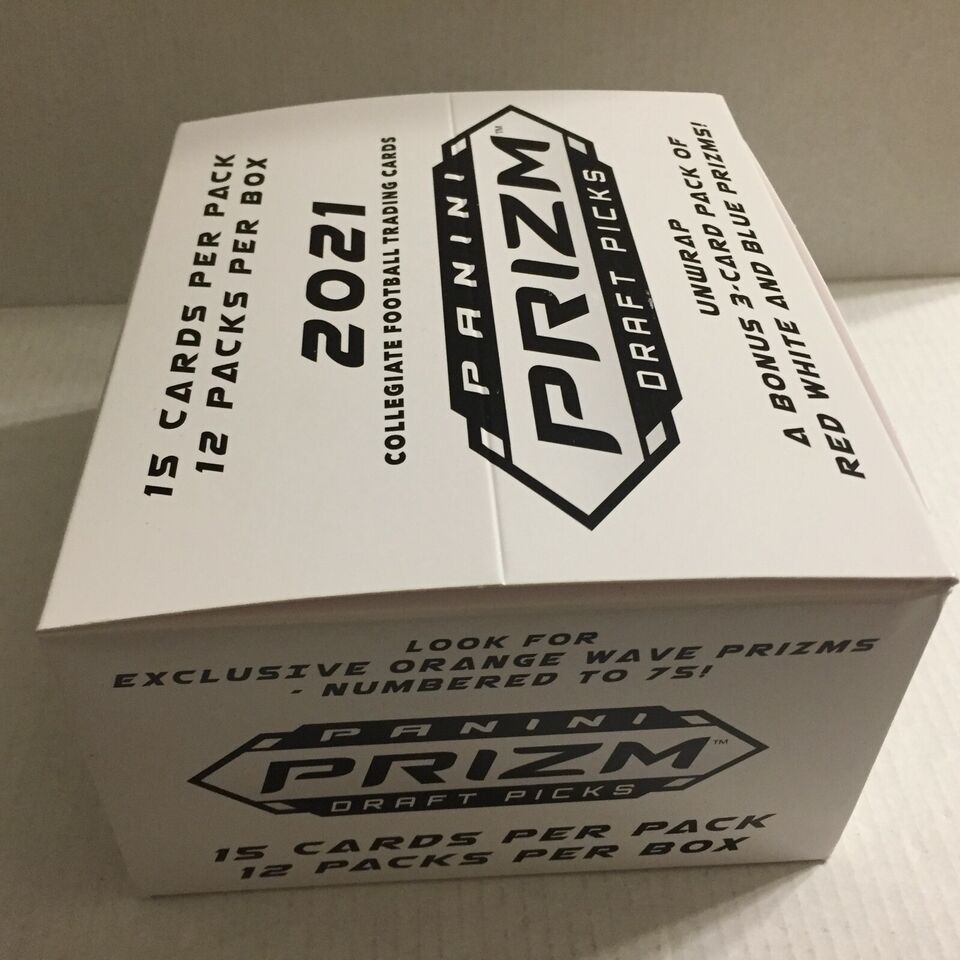 15 CARDS PER PACK
12 PACKS PER BOX
2021
COLLEGIATE FOOTBALL TRADING CARDS
PANINI
PRIZM™
DRAFT PICKS
UNWRAP
A BONUS 3-CARD PACK OF
RED WHITE AND BLUE PRIZMS!
LOOK FOR
EXCLUSIVE ORANGE WAVE PRIZMS
- NUMBERED TO 75!
PANINI
PRIZM™
DRAFT PICKS
15 CARDS PER PACK
12 PACKS PER BOX